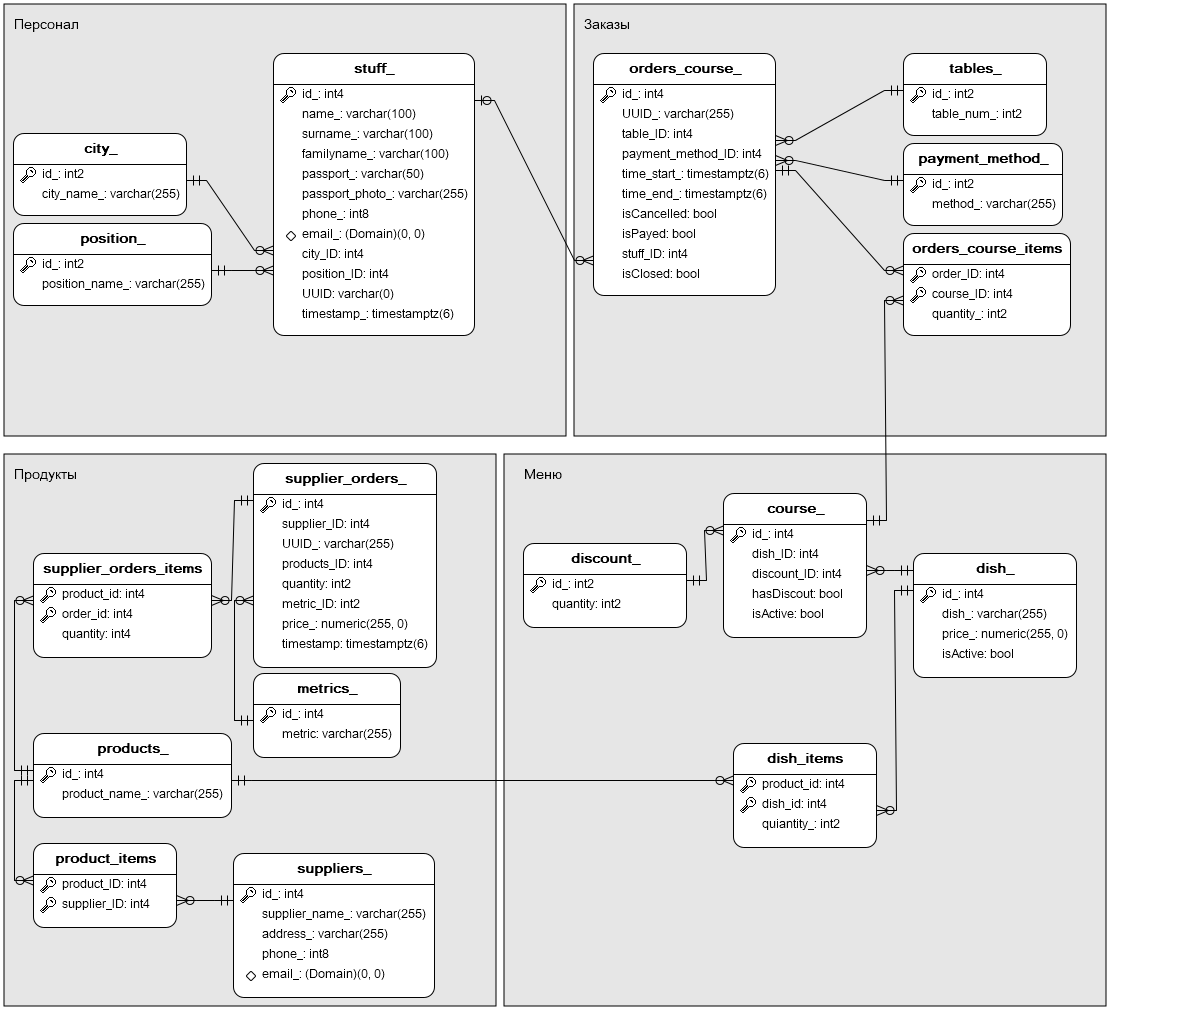 Персонал
stuff_
id_: int4
name_: varchar(100)
surname_: varchar(100)
familyname_: varchar(100)
passport_: varchar(50)
passport_photo_: varchar(255)
phone_: int8
email_: (Domain)(0, 0)
city_ID: int4
position_ID: int4
UUID: varchar(0)
timestamp_: timestamptz(6)
city_
id_: int2
city_name_: varchar(255)
position_
id_: int2
position_name_: varchar(255)
Заказы
orders_course_
id_: int4
UUID_: varchar(255)
table_ID: int4
payment_method_ID: int4
time_start_: timestamptz(6)
time_end_: timestamptz(6)
isCancelled: bool
isPayed: bool
stuff_ID: int4
isClosed: bool
tables_
id_: int2
table_num_: int2
payment_method_
id_: int2
method_: varchar(255)
orders_course_items
order_ID: int4
course_ID: int4
quantity_: int2
Продукты
supplier_orders_
id_: int4
supplier_ID: int4
UUID_: varchar(255)
products_ID: int4
quantity: int2
metric_ID: int2
price_: numeric(255, 0)
timestamp: timestamptz(6)
supplier_orders_items
product_id: int4
order_id: int4
quantity: int4
metrics_
id_: int4
metric: varchar(255)
products_
id_: int4
product_name_: varchar(255)
product_items
product_ID: int4
supplier_ID: int4
suppliers_
id_: int4
supplier_name_: varchar(255)
address_: varchar(255)
phone_: int8
email_: (Domain)(0, 0)
Меню
course_
id_: int4
dish_ID: int4
discount_ID: int4
hasDiscout: bool
isActive: bool
discount_
id_: int2
quantity: int2
dish_
id_: int4
dish_: varchar(255)
price_: numeric(255, 0)
isActive: bool
dish_items
product_id: int4
dish_id: int4
quiantity_: int2